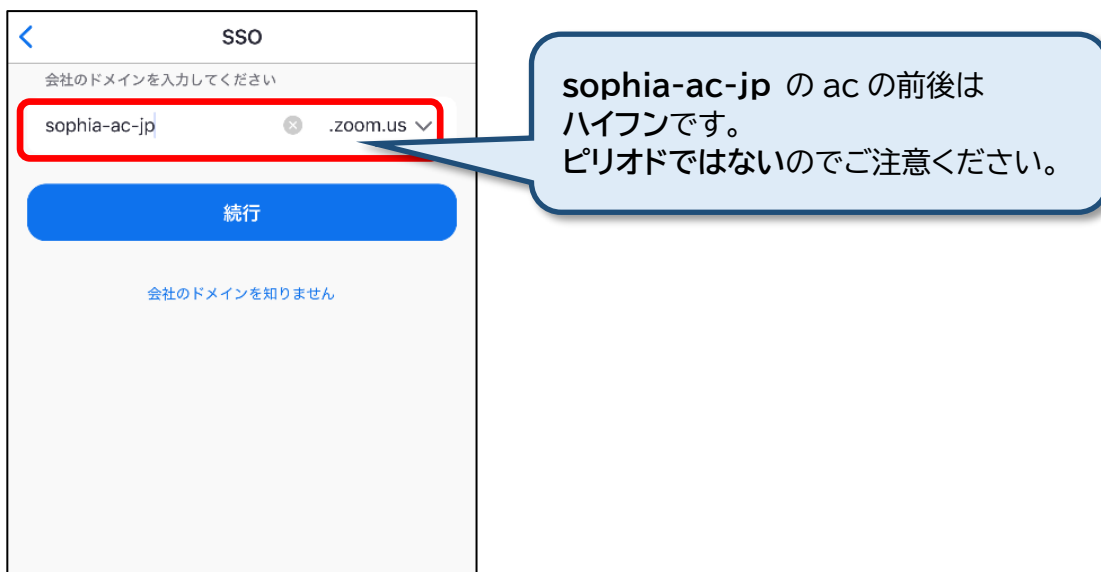 SSO
会社のドメインを入力してください
sophia-ac-jp .zoom.us
続行
会社のドメインを知りません
sophia-ac-jp の ac の前後は
ハイフンです。
ピリオドではないのでご注意ください。